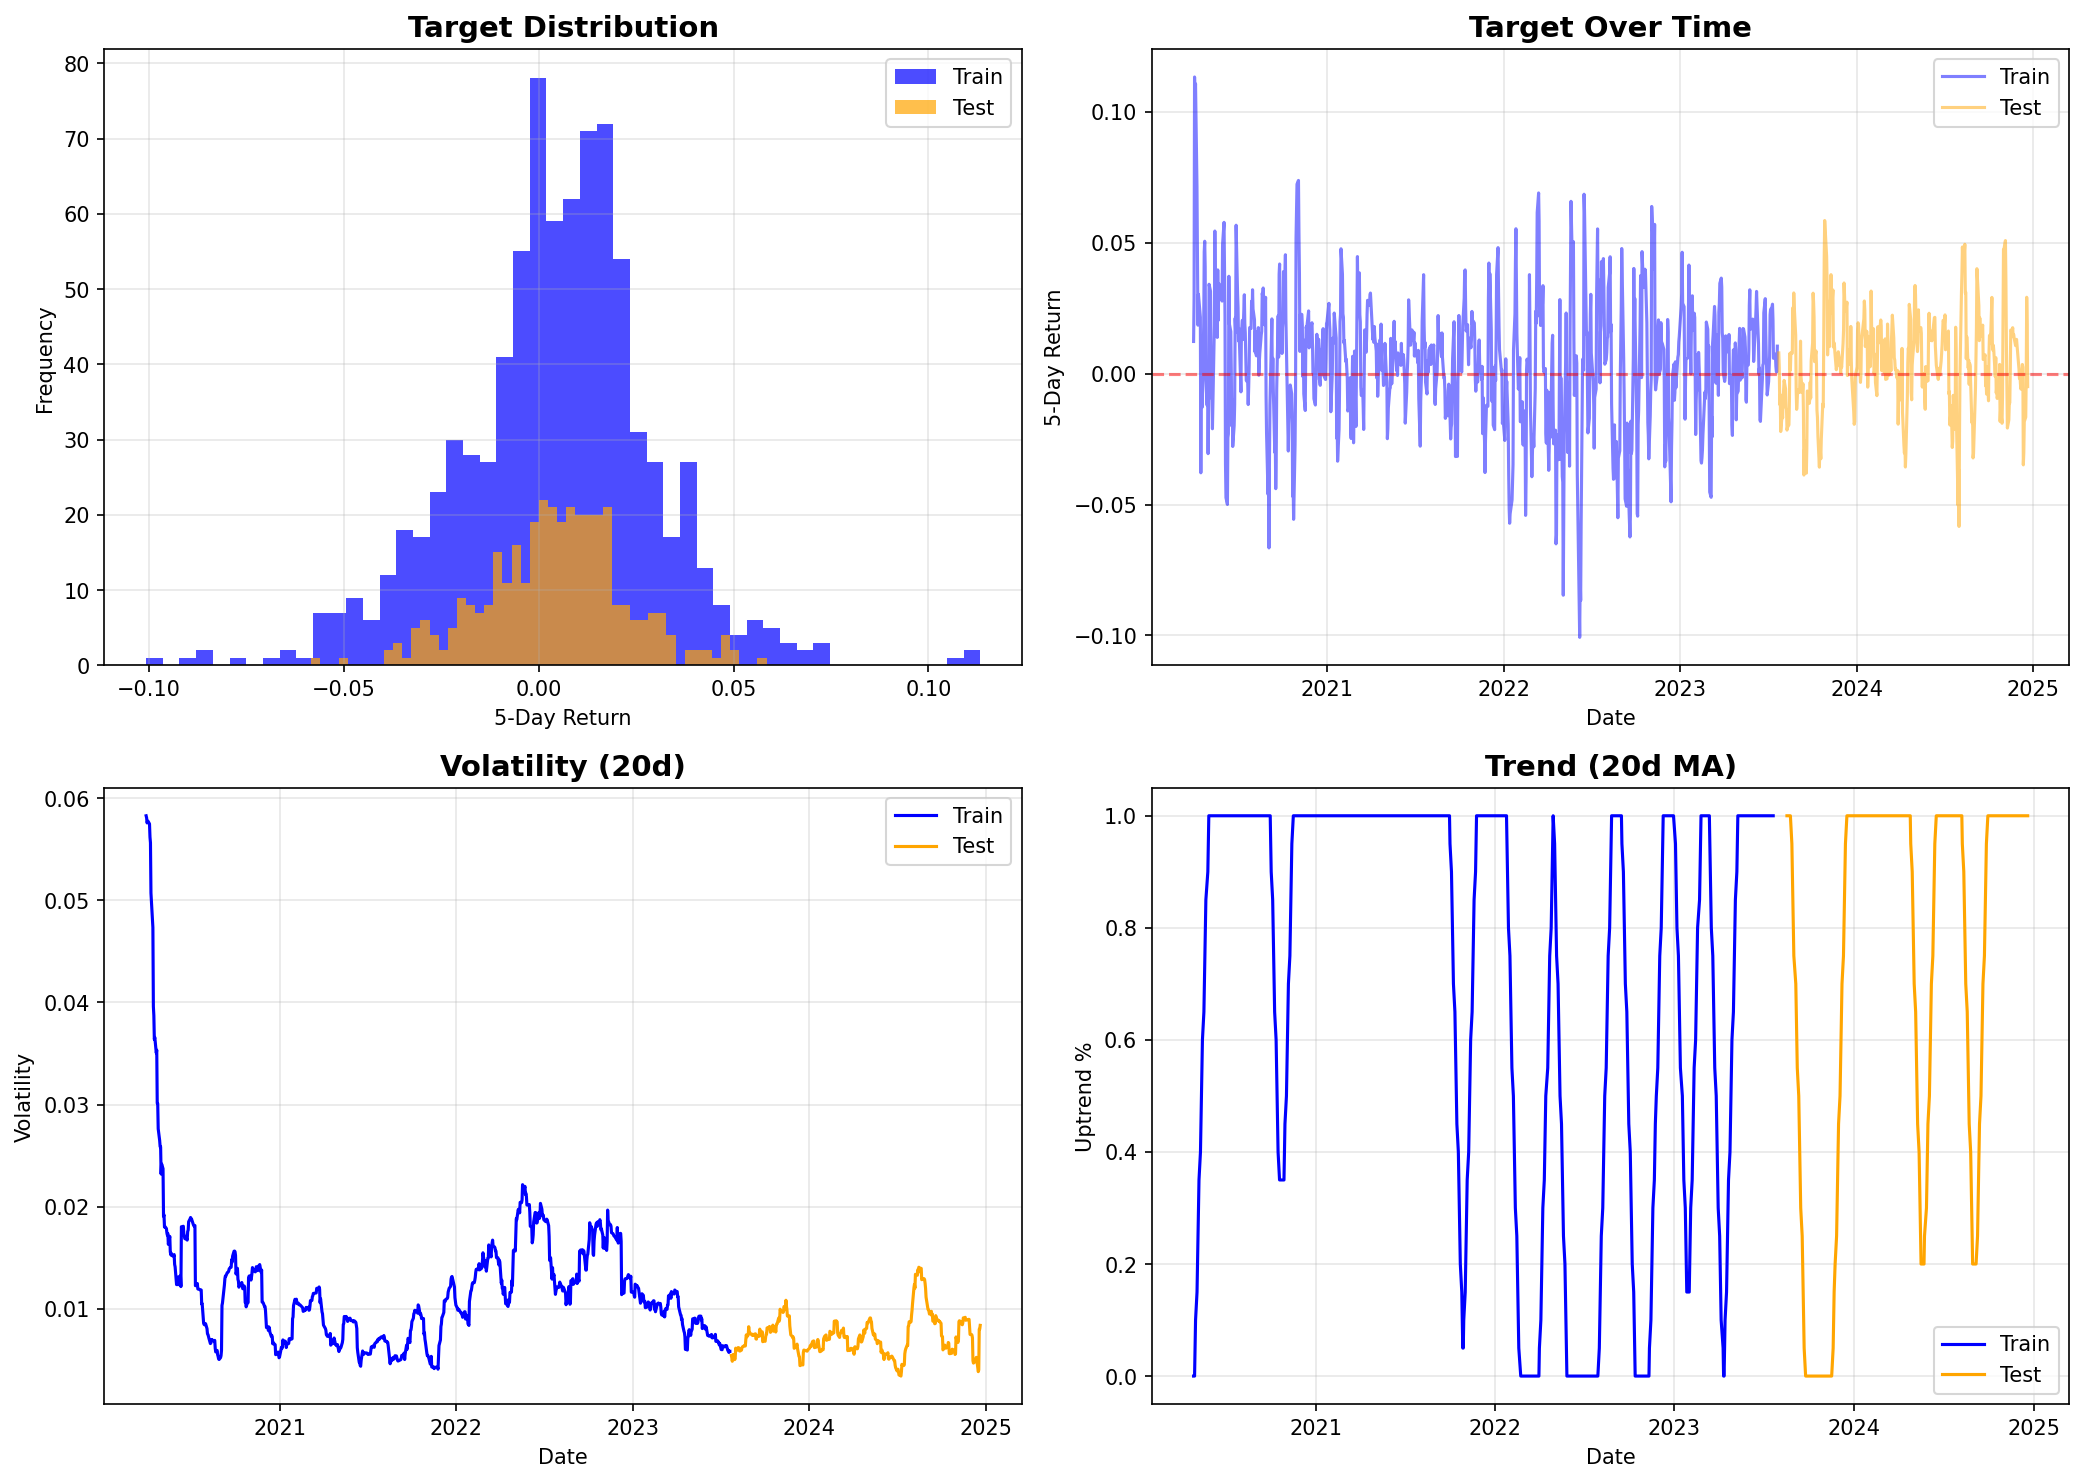 Target Distribution
80
70
60
50
40
30
20
10
0
Frequency
−0.10
−0.05
0.00
0.05
0.10
5-Day Return
Train
Test
Target Over Time
0.10
0.05
0.00
−0.05
−0.10
5-Day Return
2021
2022
2023
2024
2025
Date
Train
Test
Volatility (20d)
0.06
0.05
0.04
0.03
0.02
0.01
Volatility
2021
2022
2023
2024
2025
Date
Train
Test
Trend (20d MA)
1.0
0.8
0.6
0.4
0.2
0.0
Uptrend %
2021
2022
2023
2024
2025
Date
Train
Test